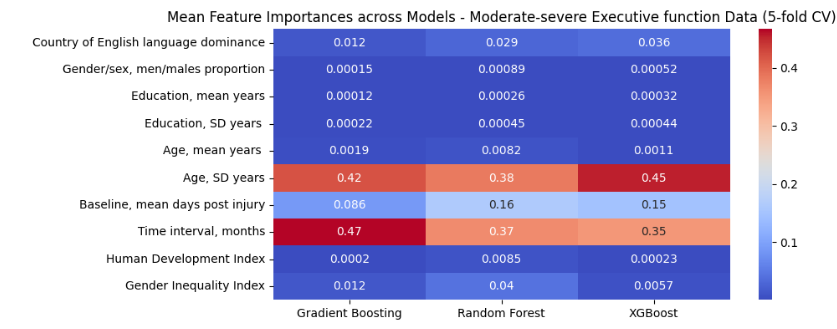 Mean Feature Importances across Models - Moderate-severe Executive function Data (5-fold CV)
Country of English language dominance 0.012 0.029 0.036
Gender/sex, men/males proportion 0.00015 0.00089 0.00052
Education, mean years 0.00012 0.00026 0.00032
Education, SD years 0.00022 0.00045 0.00044
Age, mean years 0.0019 0.0082 0.0011
Age, SD years 0.42 0.38 0.45
Baseline, mean days post injury 0.086 0.16 0.15
Time interval, months 0.47 0.37 0.35
Human Development Index 0.0002 0.0085 0.00023
Gender Inequality Index 0.012 0.04 0.0057
Gradient Boosting Random Forest XGBoost
0.4
0.3
0.2
0.1